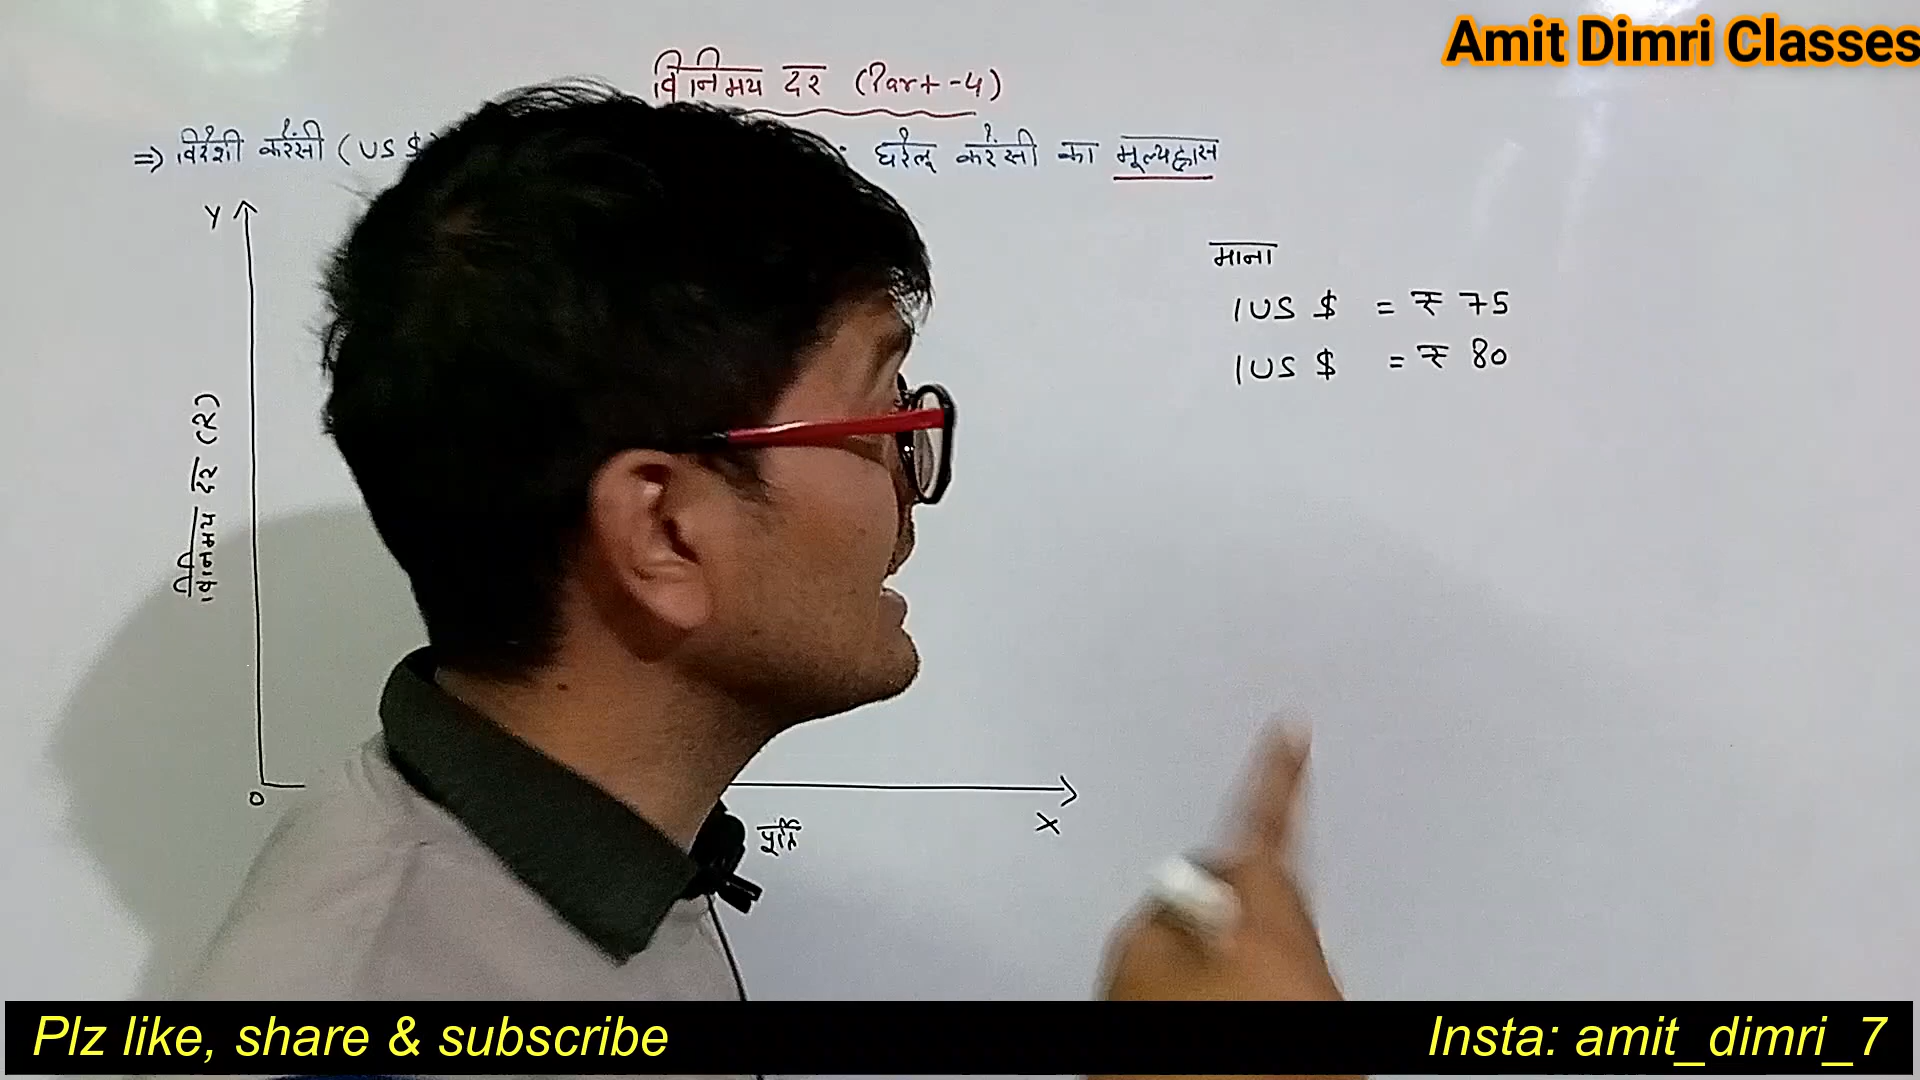 Amit Dimri Classes
विनिमय दर (Part-4)
⇒ विदेशी करेंसी (US $) : घरेलू करेंसी का मूल्यह्रास
Y
माना
1 US $ = ₹ 75
1 US $ = ₹ 80
विनिमय दर (R)
O
X
पूर्ति
Plz like, share & subscribe
Insta: amit_dimri_7